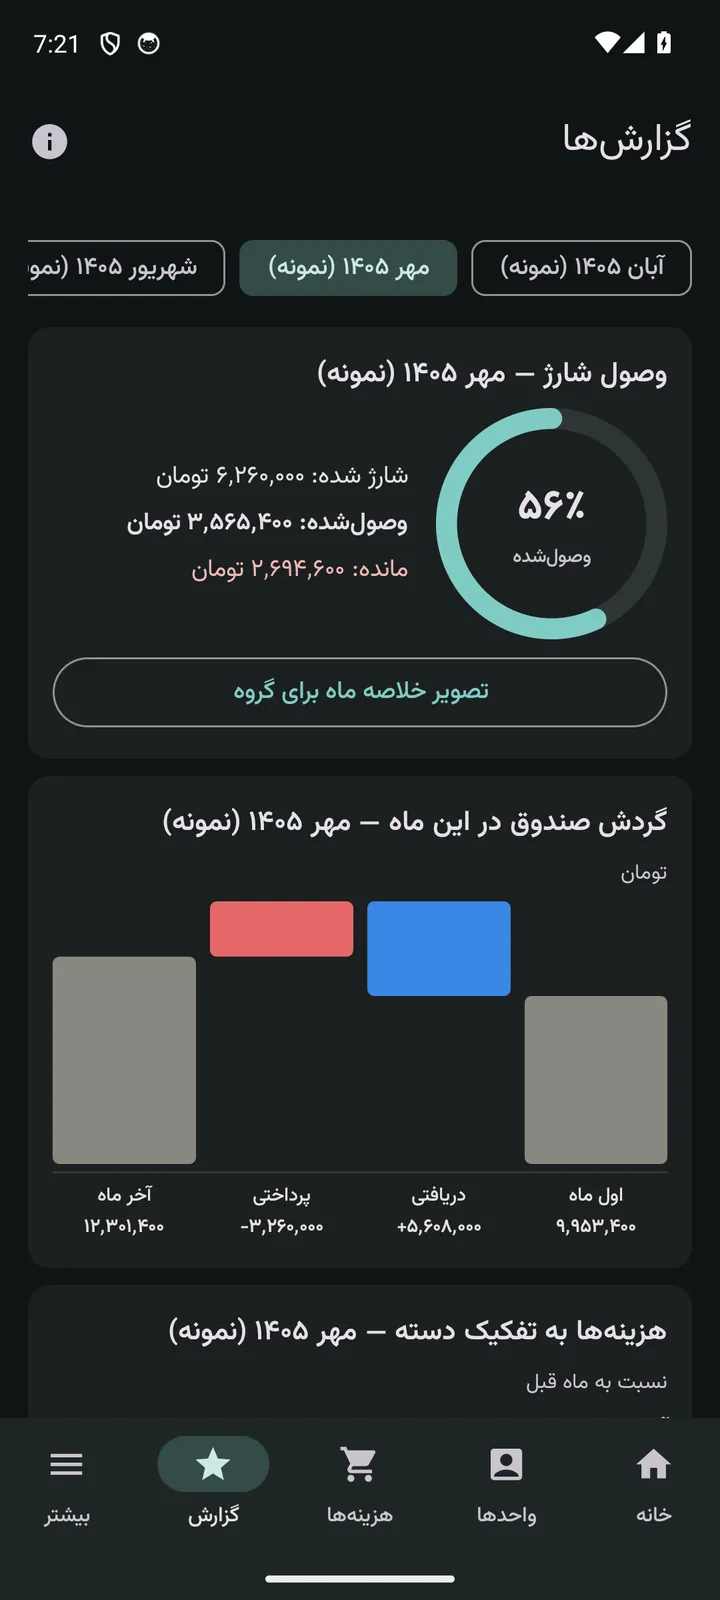 7:21
گزارش‌ها
آبان ۱۴۰۵ (نمونه)
مهر ۱۴۰۵ (نمونه)
شهریور ۱۴۰۵ (نمو
وصول شارژ – مهر ۱۴۰۵ (نمونه)
۵۶٪
وصول‌شده
شارژ شده: ۶,۲۶۰,۰۰۰ تومان
وصول‌شده: ۳,۵۶۵,۴۰۰ تومان
مانده: ۲,۶۹۴,۶۰۰ تومان
تصویر خلاصه ماه برای گروه
گردش صندوق در این ماه – مهر ۱۴۰۵ (نمونه)
تومان
اول ماه
۹,۹۵۳,۴۰۰
دریافتی
+۵,۶۰۸,۰۰۰
پرداختی
-۳,۲۶۰,۰۰۰
آخر ماه
۱۲,۳۰۱,۴۰۰
هزینه‌ها به تفکیک دسته – مهر ۱۴۰۵ (نمونه)
نسبت به ماه قبل
خانه
واحدها
هزینه‌ها
گزارش
بیشتر